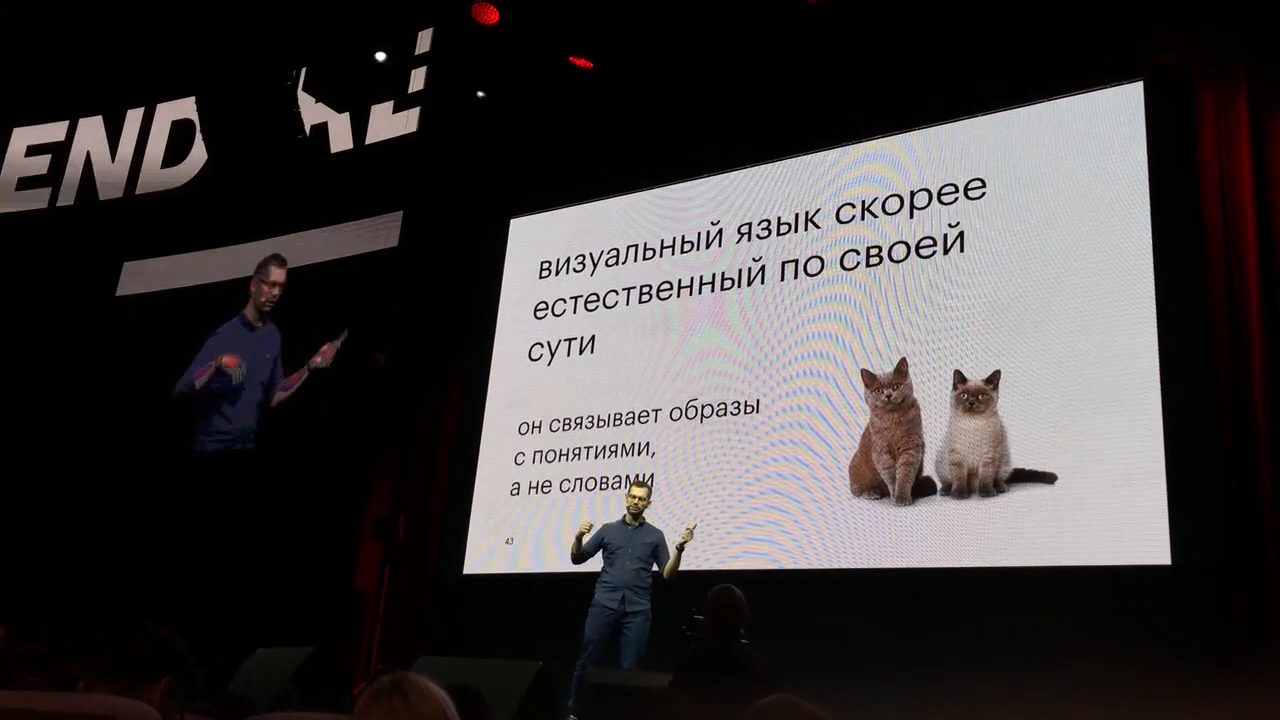 END
визуальный язык скорее
естественный по своей
сути
он связывает образы
с понятиями,
а не словами
43